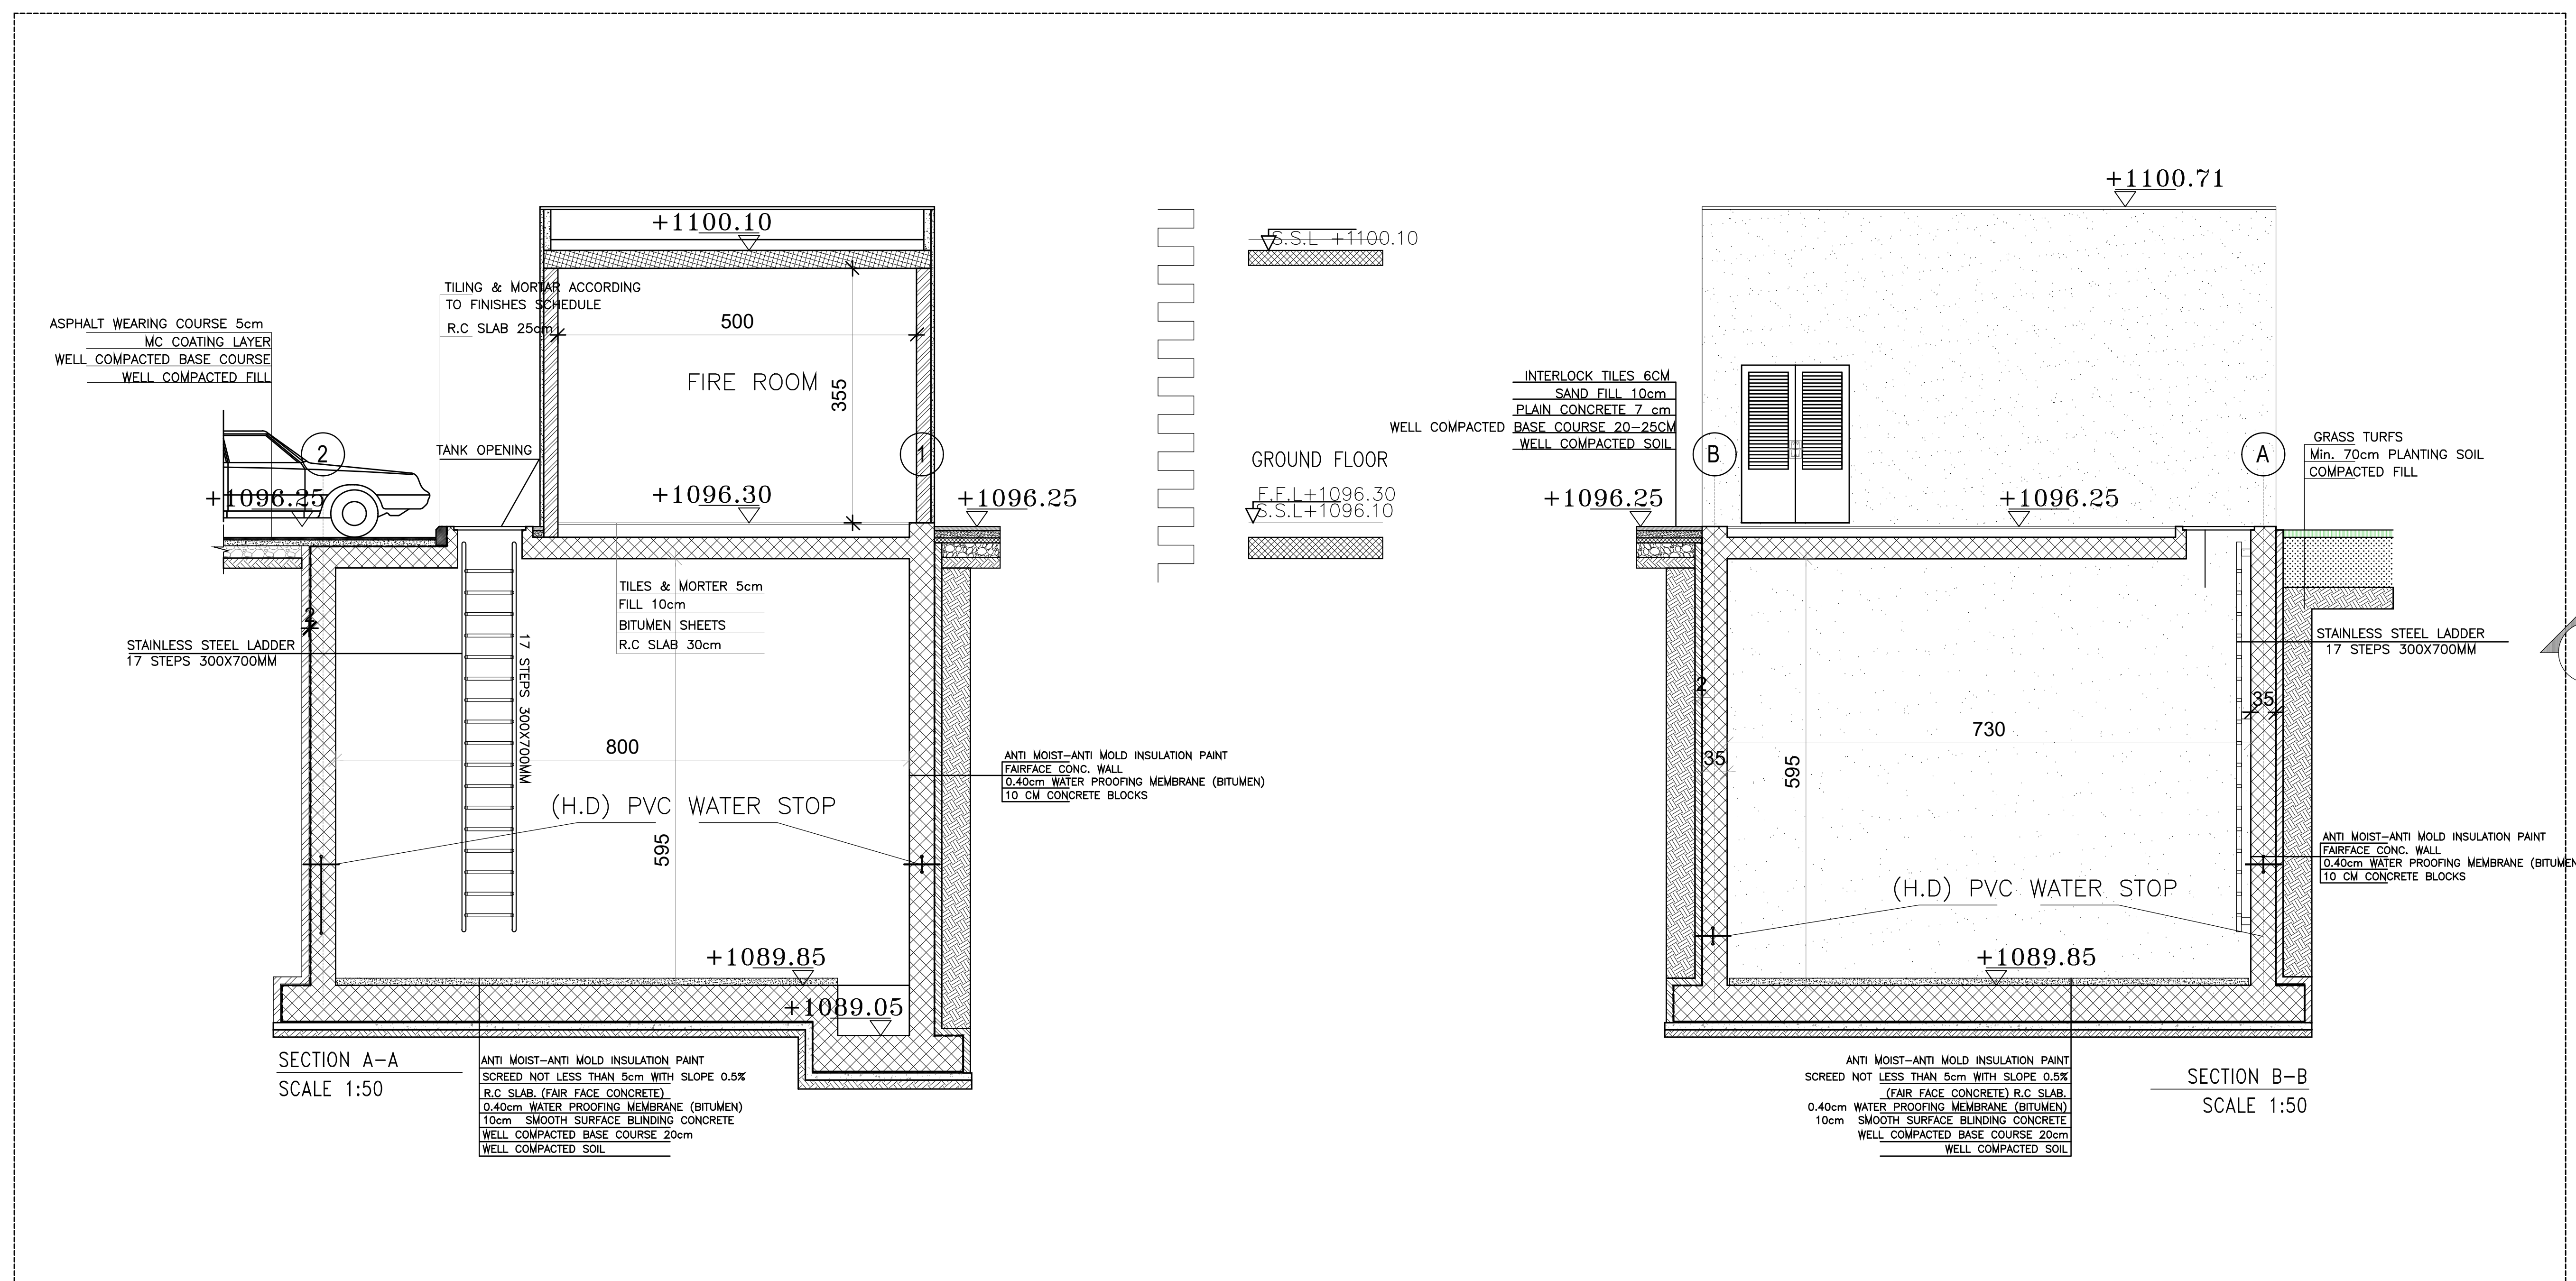 +1100.10
TILING & MORTAR ACCORDING
TO FINISHES SCHEDULE
R.C SLAB 25cm
ASPHALT WEARING COURSE 5cm
MC COATING LAYER
WELL COMPACTED BASE COURSE
WELL COMPACTED FILL
500
FIRE ROOM
355
2
TANK OPENING
1
+1096.25
+1096.30
+1096.25
TILES & MORTER 5cm
FILL 10cm
BITUMEN SHEETS
R.C SLAB 30cm
2
STAINLESS STEEL LADDER
17 STEPS 300X700MM
17 STEPS 300X700MM
800
ANTI MOIST-ANTI MOLD INSULATION PAINT
FAIRFACE CONC. WALL
0.40cm WATER PROOFING MEMBRANE (BITUMEN)
10 CM CONCRETE BLOCKS
(H.D) PVC WATER STOP
595
+1089.85
+1089.05
SECTION A-A
SCALE 1:50
ANTI MOIST-ANTI MOLD INSULATION PAINT
SCREED NOT LESS THAN 5cm WITH SLOPE 0.5%
R.C SLAB. (FAIR FACE CONCRETE)
0.40cm WATER PROOFING MEMBRANE (BITUMEN)
10cm SMOOTH SURFACE BLINDING CONCRETE
WELL COMPACTED BASE COURSE 20cm
WELL COMPACTED SOIL
S.S.L +1100.10
GROUND FLOOR
F.F.L+1096.30
S.S.L+1096.10
+1100.71
INTERLOCK TILES 6CM
SAND FILL 10cm
PLAIN CONCRETE 7 cm
WELL COMPACTED BASE COURSE 20-25CM
WELL COMPACTED SOIL
B
A
GRASS TURFS
Min. 70cm PLANTING SOIL
COMPACTED FILL
+1096.25
+1096.25
STAINLESS STEEL LADDER
17 STEPS 300X700MM
2
35
730
35
595
ANTI MOIST-ANTI MOLD INSULATION PAINT
FAIRFACE CONC. WALL
0.40cm WATER PROOFING MEMBRANE (BITUMEN
10 CM CONCRETE BLOCKS
(H.D) PVC WATER STOP
+1089.85
ANTI MOIST-ANTI MOLD INSULATION PAINT
SCREED NOT LESS THAN 5cm WITH SLOPE 0.5%
(FAIR FACE CONCRETE) R.C SLAB.
0.40cm WATER PROOFING MEMBRANE (BITUMEN)
10cm SMOOTH SURFACE BLINDING CONCRETE
WELL COMPACTED BASE COURSE 20cm
WELL COMPACTED SOIL
SECTION B-B
SCALE 1:50